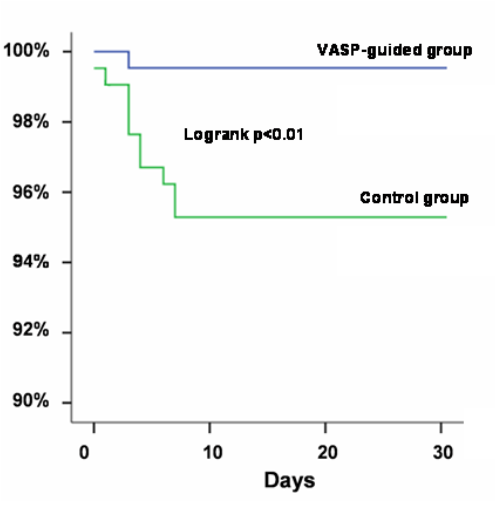 100%
VASP-guided group
98%
Logrank p<0.01
96%
Control group
94%
92%
90%
0 10 20 30
Days